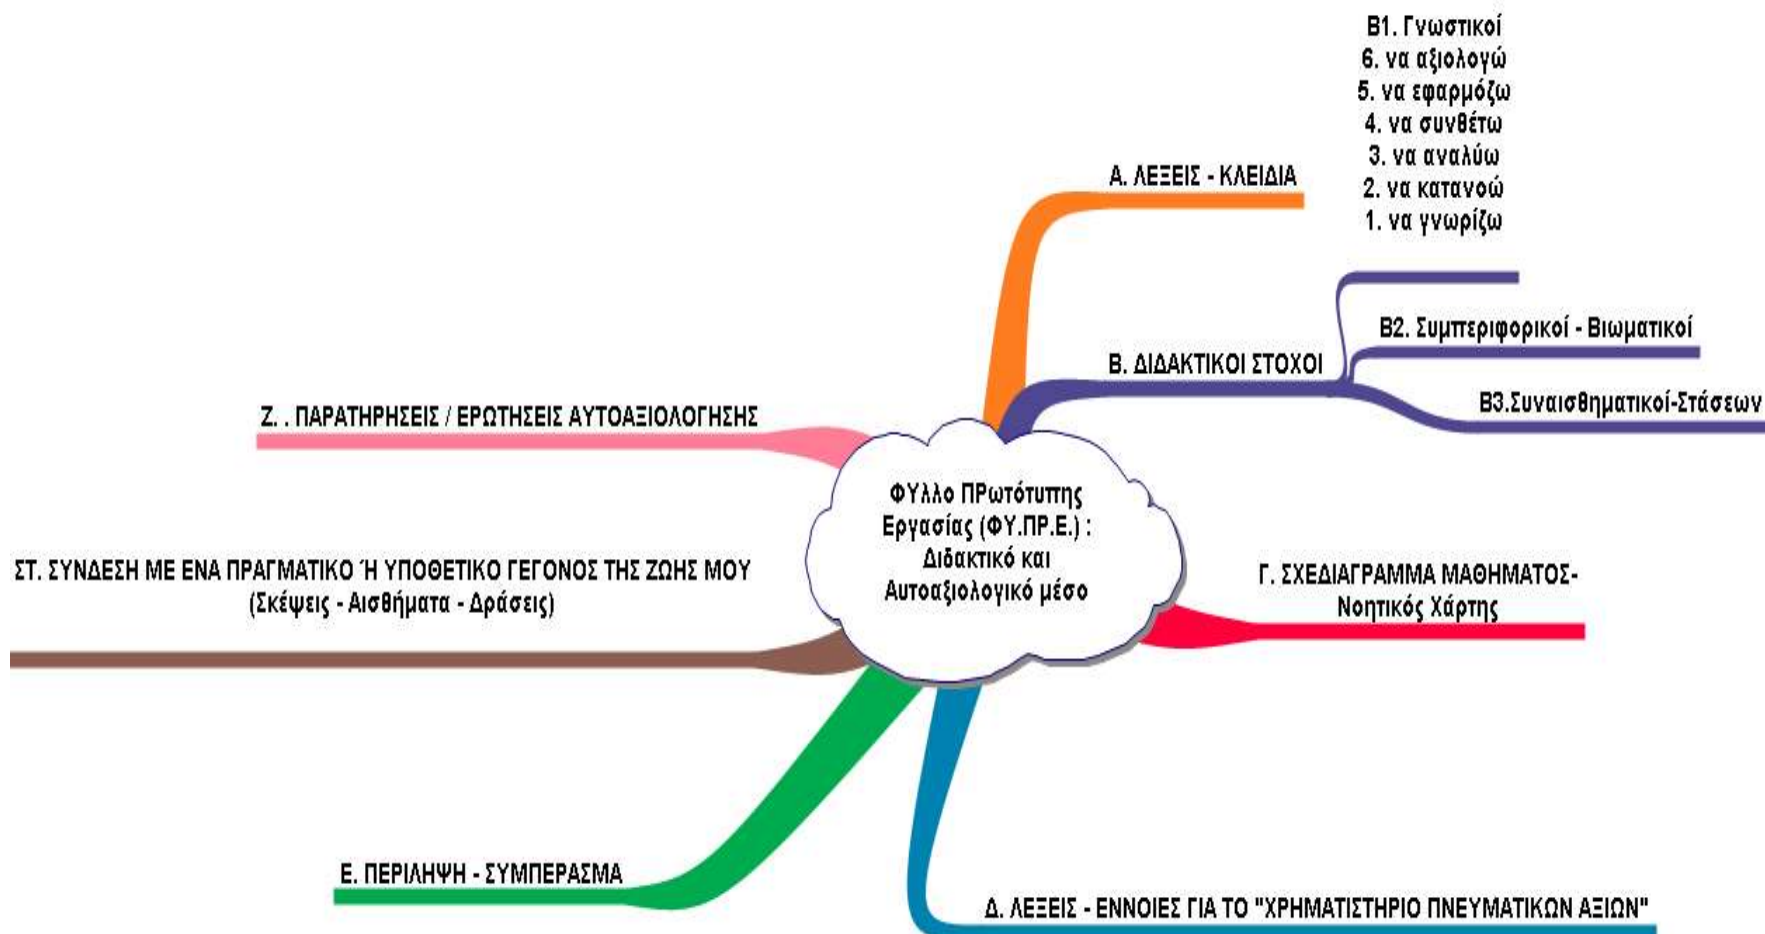 Β1. Γνωστικοί
6. να αξιολογώ
5. να εφαρμόζω
4. να συνθέτω
3. να αναλύω
2. να κατανοώ
1. να γνωρίζω
Α. ΛΕΞΕΙΣ - ΚΛΕΙΔΙΑ
Β2. Συμπεριφορικοί - Βιωματικοί
Β. ΔΙΔΑΚΤΙΚΟΙ ΣΤΟΧΟΙ
Β3.Συναισθηματικοί-Στάσεων
Ζ. . ΠΑΡΑΤΗΡΗΣΕΙΣ / ΕΡΩΤΗΣΕΙΣ ΑΥΤΟΑΞΙΟΛΟΓΗΣΗΣ
ΦΥλλο ΠΡωτότυπης
Εργασίας (ΦΥ.ΠΡ.Ε.) :
Διδακτικό και
Αυτοαξιολογικό μέσο
ΣΤ. ΣΥΝΔΕΣΗ ΜΕ ΕΝΑ ΠΡΑΓΜΑΤΙΚΟ Ή ΥΠΟΘΕΤΙΚΟ ΓΕΓΟΝΟΣ ΤΗΣ ΖΩΗΣ ΜΟΥ
(Σκέψεις - Αισθήματα - Δράσεις)
Γ. ΣΧΕΔΙΑΓΡΑΜΜΑ ΜΑΘΗΜΑΤΟΣ-
Νοητικός Χάρτης
Ε. ΠΕΡΙΛΗΨΗ - ΣΥΜΠΕΡΑΣΜΑ
Δ. ΛΕΞΕΙΣ - ΕΝΝΟΙΕΣ ΓΙΑ ΤΟ "ΧΡΗΜΑΤΙΣΤΗΡΙΟ ΠΝΕΥΜΑΤΙΚΩΝ ΑΞΙΩΝ"